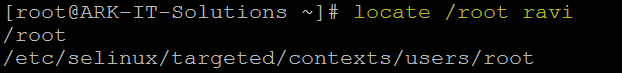 [root@ARK-IT-Solutions ~]# locate /root ravi
/root
/etc/selinux/targeted/contexts/users/root